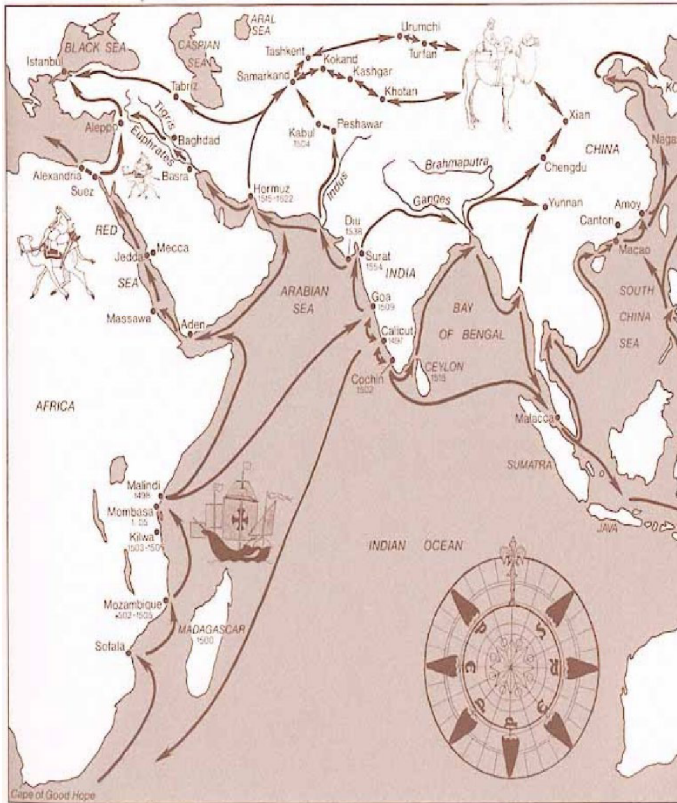 ARAL
SEA
BLACK SEA
CASPIAN
SEA
Istanbul
Tashkent
Urumchi
Turfan
Kokand
Samarkand
Kashgar
Khotan
Tabriz
Tigris
Aleppo
Euphrates
Baghdad
Kabul
1504
Peshawar
Xian
CHINA
Chengdu
Alexandria
Suez
Basra
Hormuz
1515-1622
Indus
Brahmaputra
Ganges
Yunnan
Amoy
Canton
Macao
RED
SEA
Mecca
Jedda
Diu
1538
Surat
1554
INDIA
ARABIAN
SEA
Goa
1509
BAY
OF BENGAL
SOUTH
CHINA
SEA
Massawa
Aden
Calicut
1497
CEYLON
1515
Cochin
1502
AFRICA
Malacca
SUMATRA
JAVA
Malindi
1498
Mombasa
Kilwa
INDIAN OCEAN
Mozambique
MADAGASCAR
1500
Sofala
Cape of Good Hope